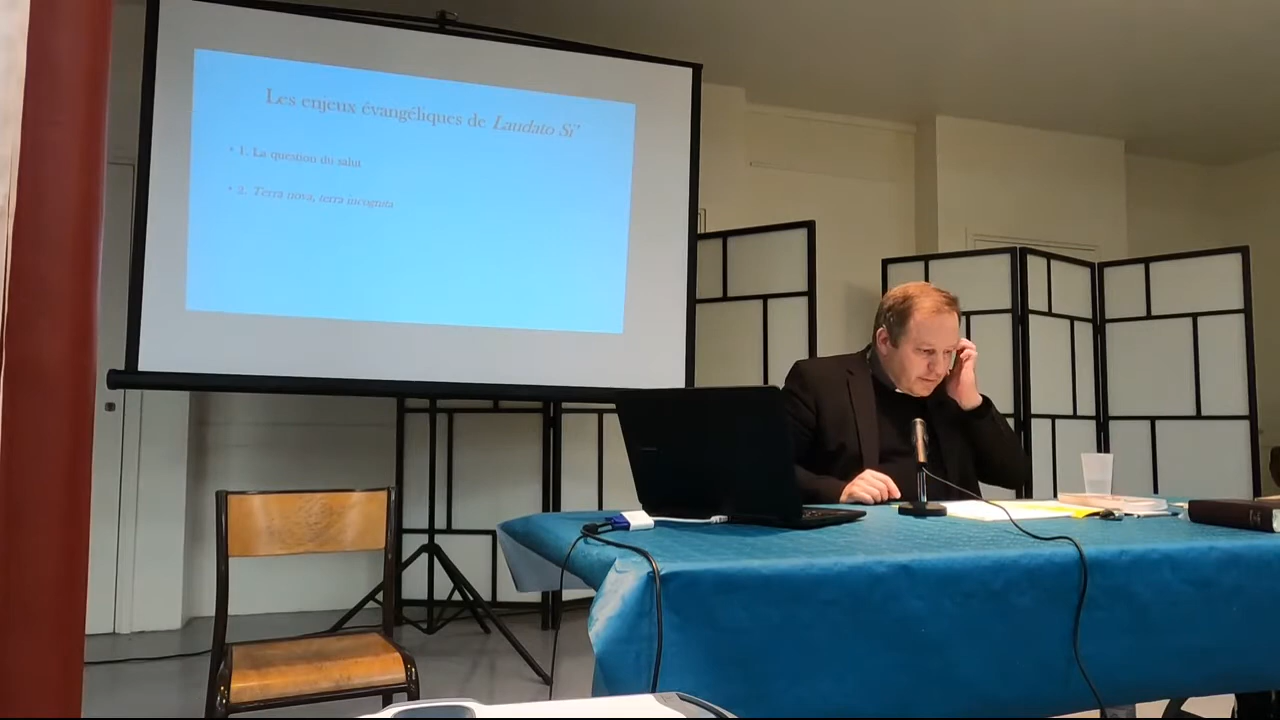 Les enjeux évangéliques de Laudato Si'
• 1. La question du salut
• 2. Terra nova, terra incognita